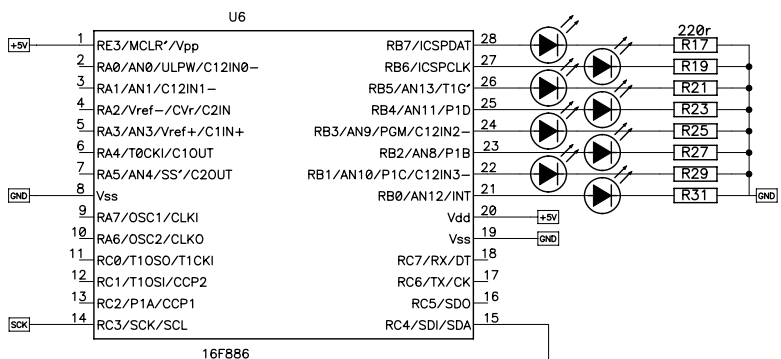 U6
220r
+5V 1 RE3/MCLR'/Vpp RB7/ICSPDAT 28 R17
2 RA0/AN0/ULPW/C12IN0- RB6/ICSPCLK 27 R19
3 RA1/AN1/C12IN1- RB5/AN13/T1G' 26 R21
4 RA2/Vref-/CVr/C2IN RB4/AN11/P1D 25 R23
5 RA3/AN3/Vref+/C1IN+ RB3/AN9/PGM/C12IN2- 24 R25
6 RA4/T0CKI/C1OUT RB2/AN8/P1B 23 R27
7 RA5/AN4/SS'/C2OUT RB1/AN10/P1C/C12IN3- 22 R29
GND 8 Vss RB0/AN12/INT 21 R31 GND
9 RA7/OSC1/CLKI Vdd 20 +5V
10 RA6/OSC2/CLKO Vss 19 GND
11 RC0/T1OSO/T1CKI RC7/RX/DT 18
12 RC1/T1OSI/CCP2 RC6/TX/CK 17
13 RC2/P1A/CCP1 RC5/SDO 16
SCK 14 RC3/SCK/SCL RC4/SDI/SDA 15
16F886